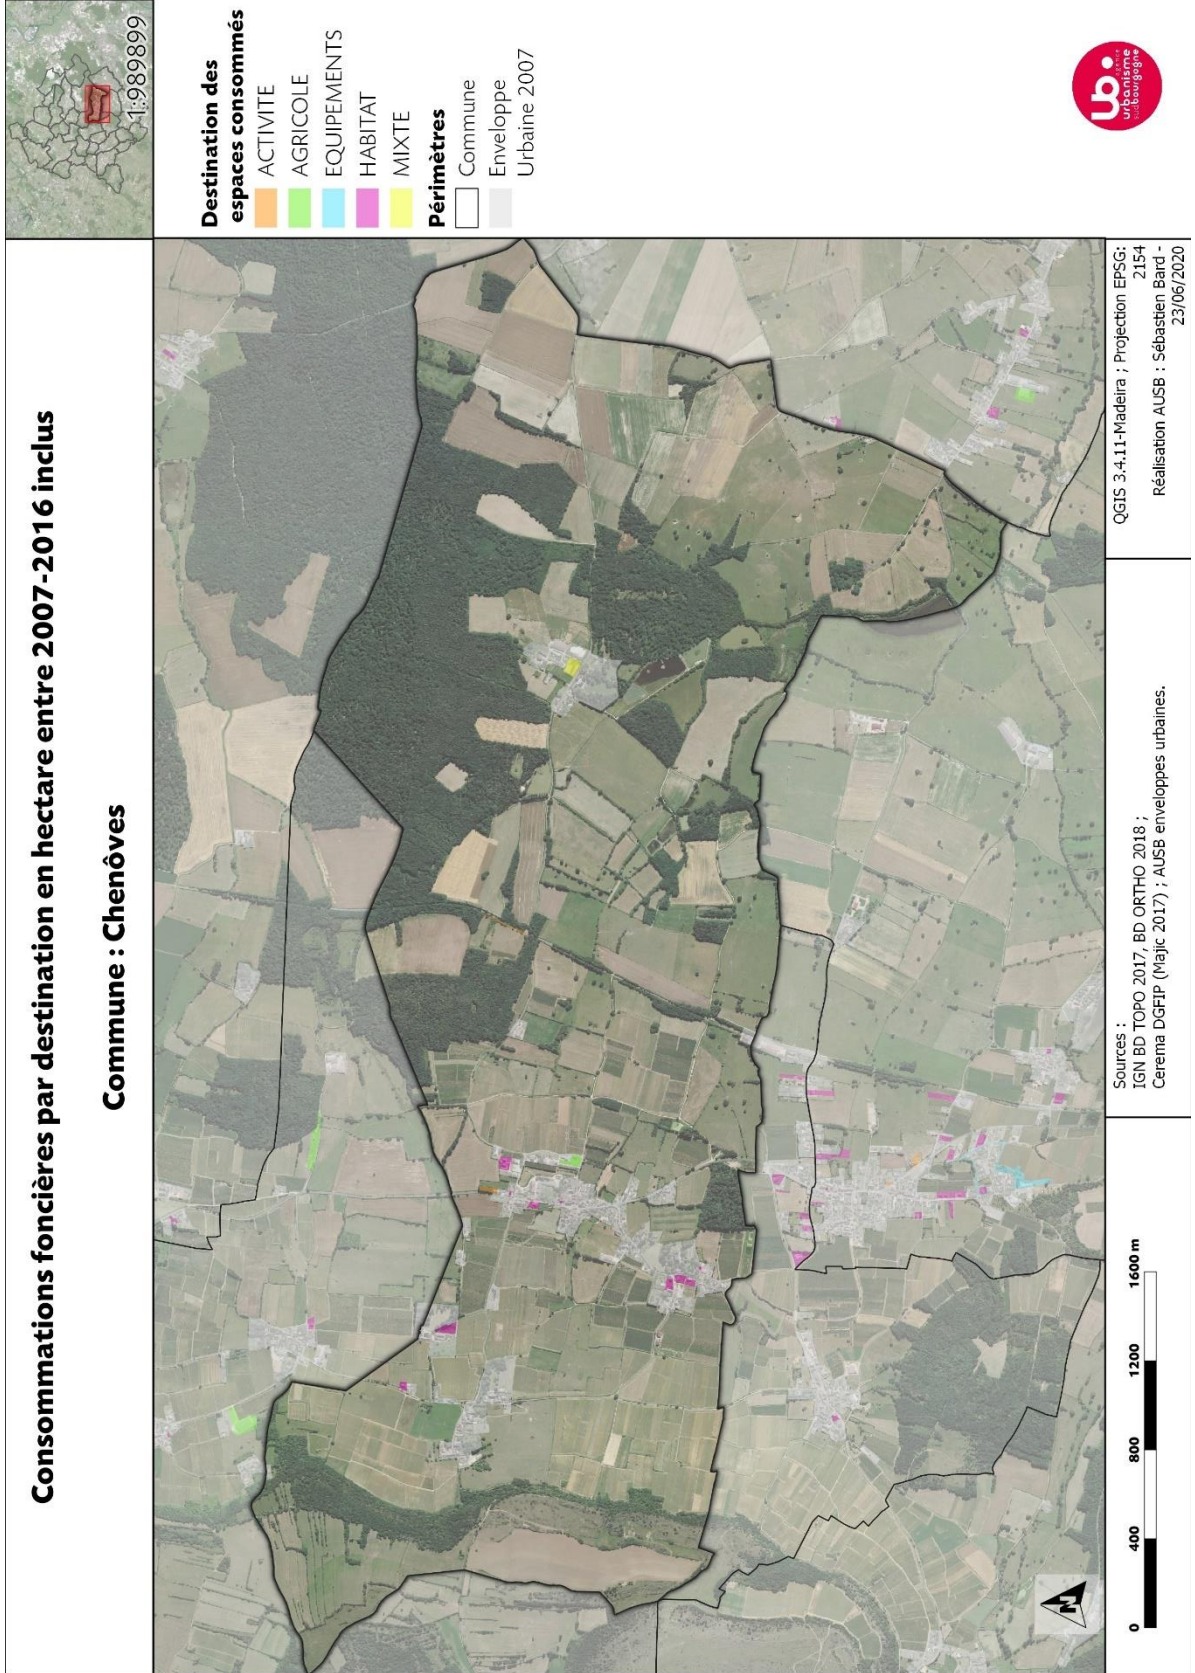 Consommations foncières par destination en hectare entre 2007-2016 inclus
Commune : Chenôves
1:989899
Destination des
espaces consommés
ACTIVITE
AGRICOLE
EQUIPEMENTS
HABITAT
MIXTE
Périmètres
Commune
Enveloppe
Urbaine 2007
N
0 400 800 1200 1600 m
Sources :
IGN BD TOPO 2017, BD ORTHO 2018 ;
Cerema DGFIP (Majic 2017) ; AUSB enveloppes urbaines.
QGIS 3.4.11-Madeira ; Projection EPSG:
2154
Réalisation AUSB : Sébastien Bard -
23/06/2020
ub.
agence
urbanisme
sudbourgogne